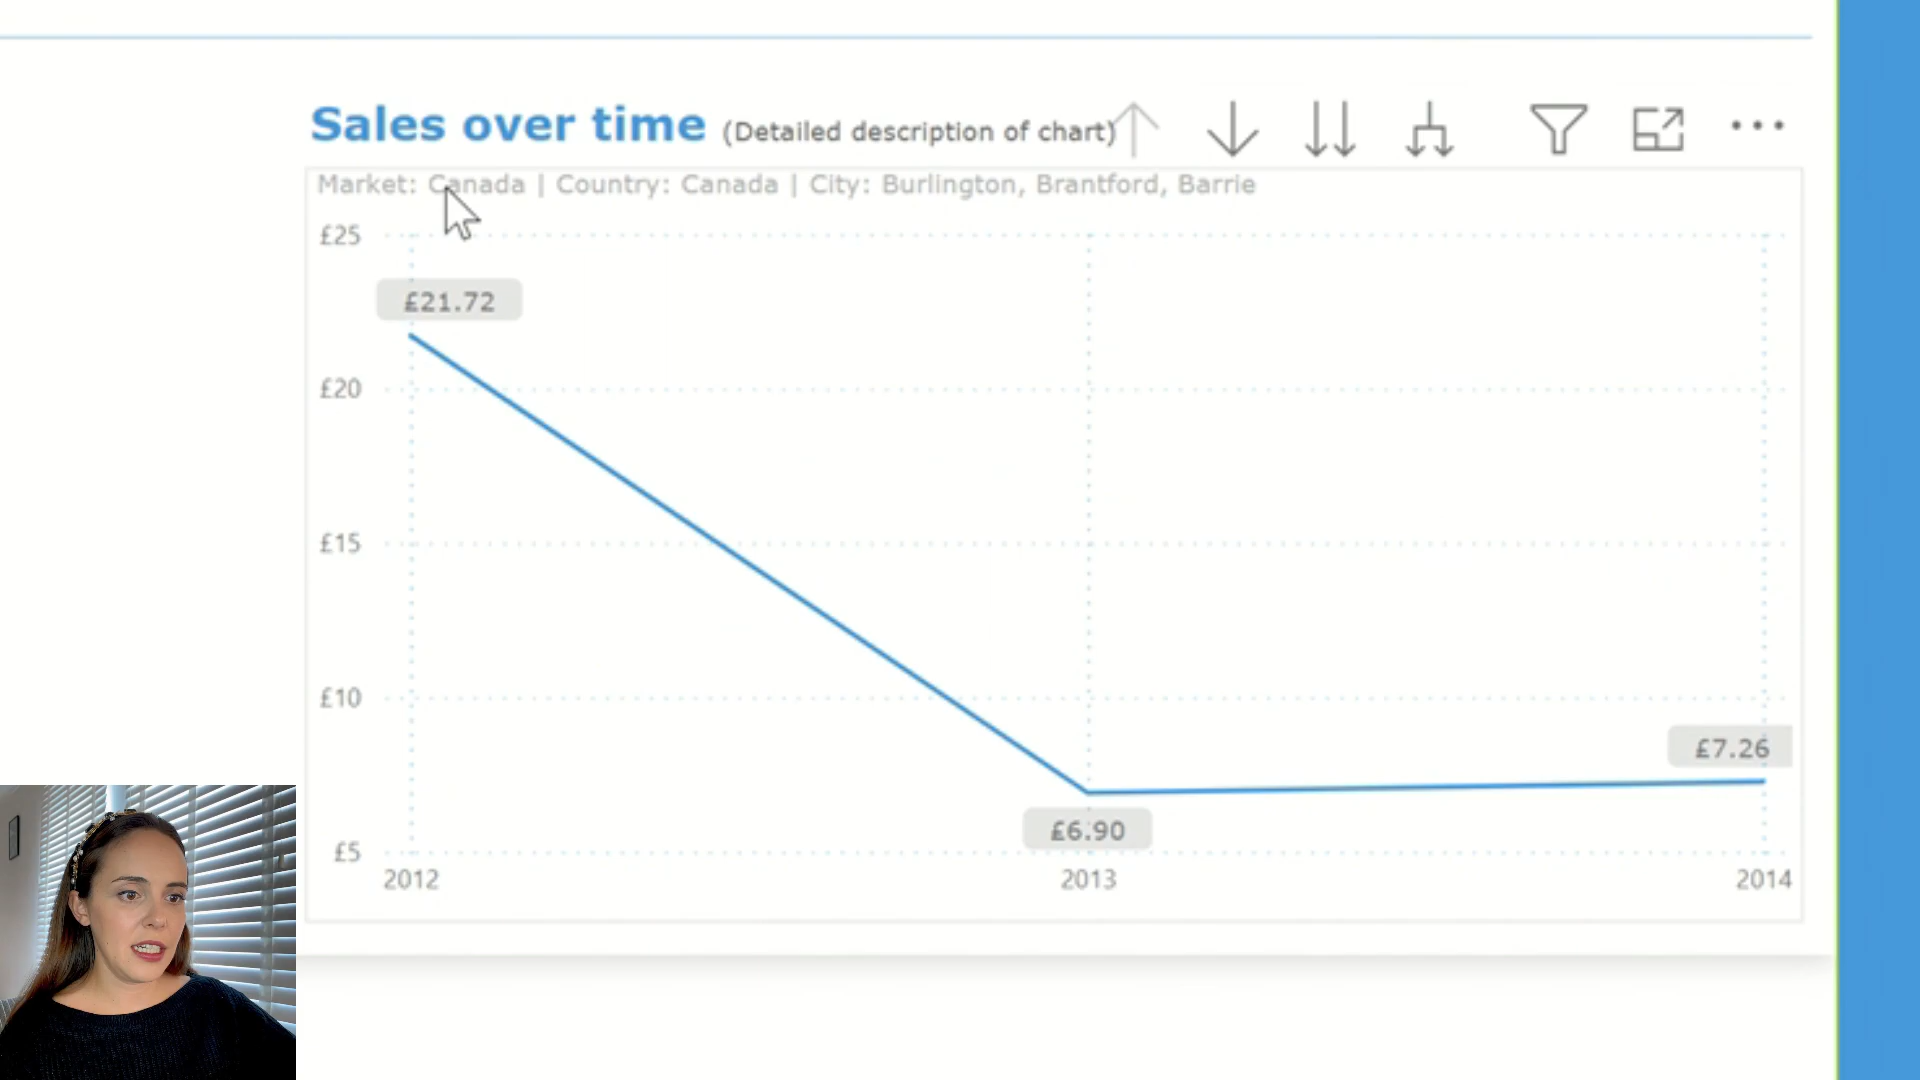 Sales over time (Detailed description of chart)
Market: Canada | Country: Canada | City: Burlington, Brantford, Barrie
£25
£21.72
£20
£15
£10
£7.26
£6.90
£5
2012 2013 2014